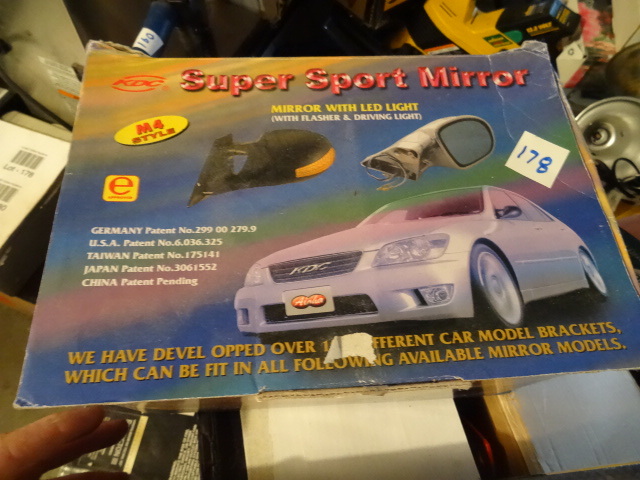 KDC
Super Sport Mirror
MIRROR WITH LED LIGHT
(WITH FLASHER & DRIVING LIGHT)
M4
STYLE
178
e
GERMANY Patent No.299 00 279.9
U.S.A. Patent No.6.036.325
TAIWAN Patent No.175141
JAPAN Patent No.3061552
CHINA Patent Pending
KDC
WE HAVE DEVEL OPPED OVER 1 FFERENT CAR MODEL BRACKETS,
WHICH CAN BE FIT IN ALL FOLLOWING AVAILABLE MIRROR MODELS.
Lot: 178